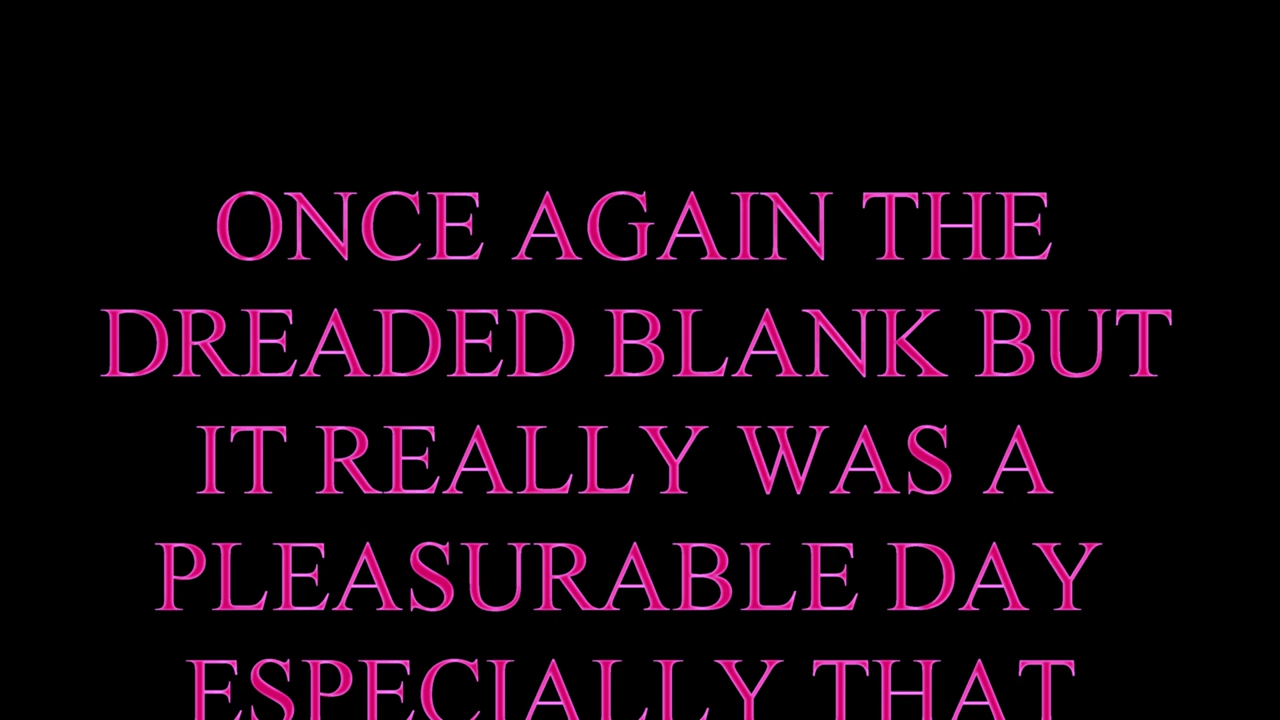 ONCE AGAIN THE
DREADED BLANK BUT
IT REALLY WAS A
PLEASURABLE DAY
ESPECIALLY THAT